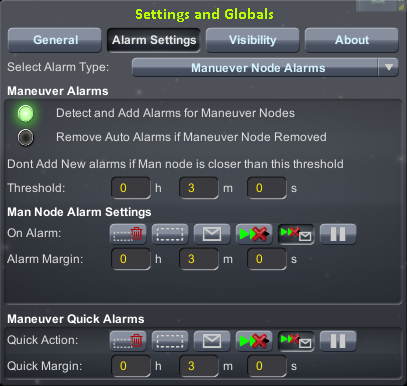 Settings and Globals
General Alarm Settings Visibility About
Select Alarm Type: Manuever Node Alarms
Maneuver Alarms
Detect and Add Alarms for Maneuver Nodes
Remove Auto Alarms if Maneuver Node Removed
Dont Add New alarms if Man node is closer than this threshold
Threshold: 0 h 3 m 0 s
Man Node Alarm Settings
On Alarm:
Alarm Margin: 0 h 3 m 0 s
Maneuver Quick Alarms
Quick Action:
Quick Margin: 0 h 3 m 0 s